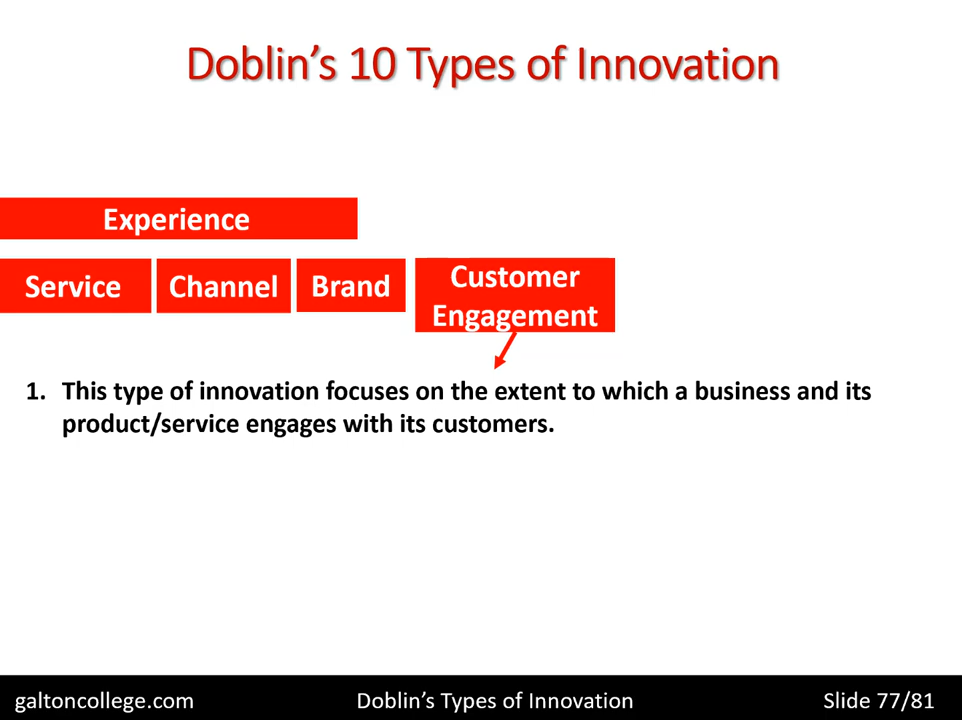 Doblin's 10 Types of Innovation
Experience
Service
Channel
Brand
Customer
Engagement
1. This type of innovation focuses on the extent to which a business and its
product/service engages with its customers.
galtoncollege.com
Doblin's Types of Innovation
Slide 77/81